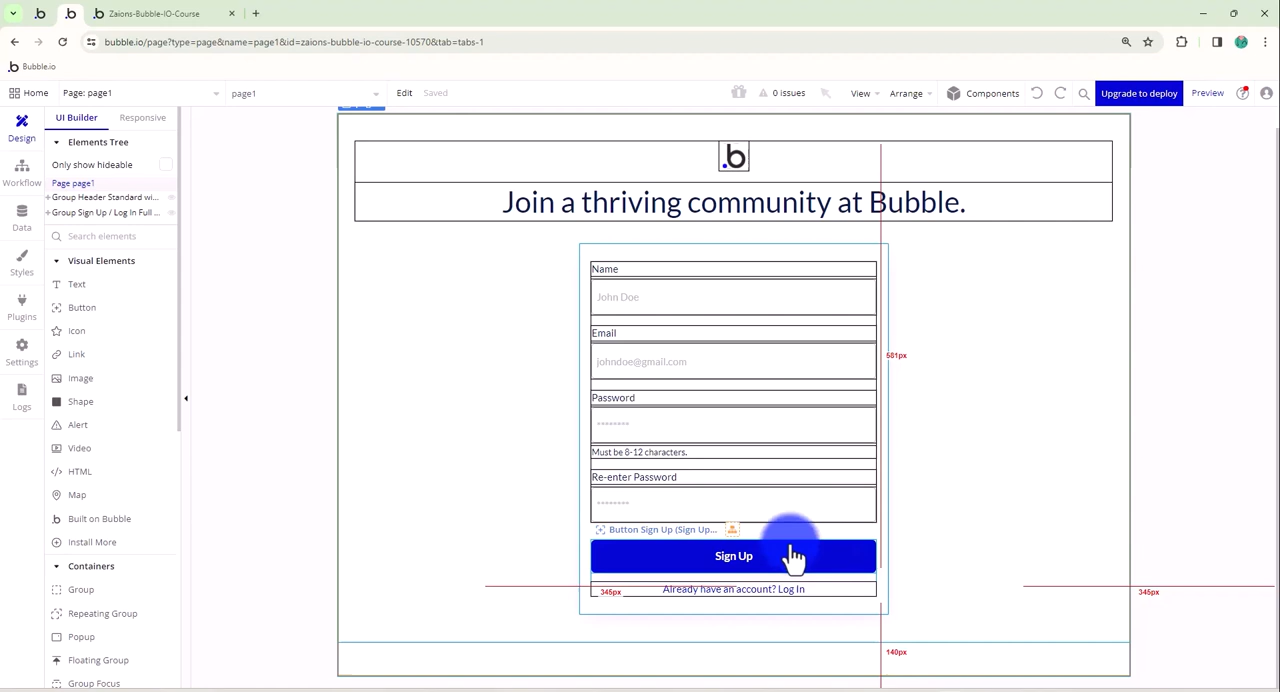 Zaions-Bubble-IO-Course
bubble.io/page?type=page&name=page1&id=zaions-bubble-io-course-10570&tab=tabs-1
Bubble.io
Home
Page: page1
page1
Edit
Saved
0 issues
View
Arrange
Components
Upgrade to deploy
Preview
Design
Workflow
Data
Styles
Plugins
Settings
Logs
UI Builder
Responsive
Elements Tree
Only show hideable
Page page1
Group Header Standard wi...
Group Sign Up / Log In Full ...
Search elements
Visual Elements
Text
Button
Icon
Link
Image
Shape
Alert
Video
HTML
Map
Built on Bubble
Install More
Containers
Group
Repeating Group
Popup
Floating Group
Group Focus
.b
Join a thriving community at Bubble.
Name
John Doe
Email
johndoe@gmail.com
581px
Password
********
Must be 8-12 characters.
Re-enter Password
********
Button Sign Up (Sign Up...
Sign Up
345px
Already have an account? Log In
345px
140px